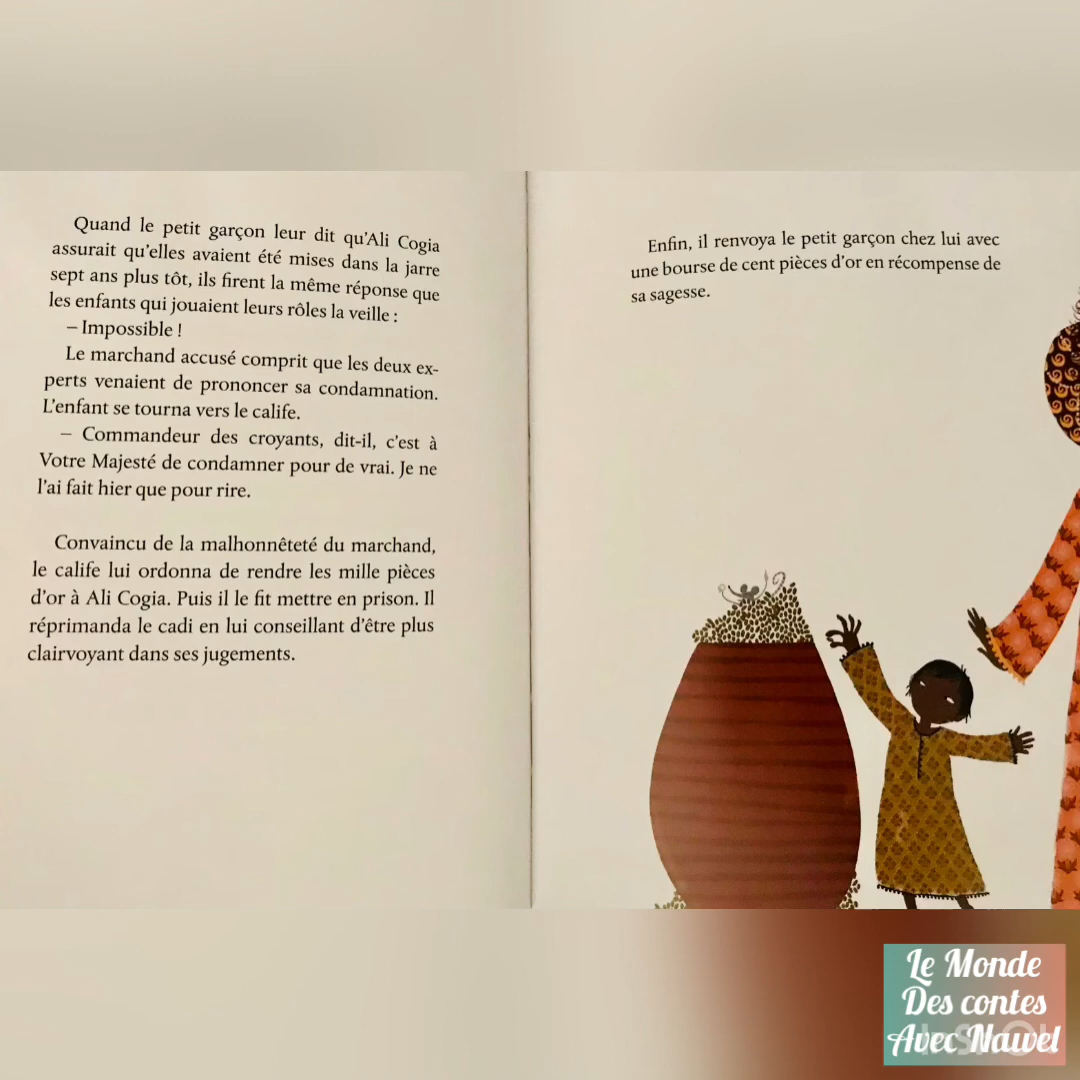 Quand le petit garçon leur dit qu'Ali Cogia
assurait qu'elles avaient été mises dans la jarre
sept ans plus tôt, ils firent la même réponse que
les enfants qui jouaient leurs rôles la veille :
– Impossible !
Le marchand accusé comprit que les deux ex-
perts venaient de prononcer sa condamnation.
L'enfant se tourna vers le calife.
– Commandeur des croyants, dit-il, c'est à
Votre Majesté de condamner pour de vrai. Je ne
l'ai fait hier que pour rire.
Convaincu de la malhonnêteté du marchand,
le calife lui ordonna de rendre les mille pièces
d'or à Ali Cogia. Puis il le fit mettre en prison. Il
réprimanda le cadi en lui conseillant d'être plus
clairvoyant dans ses jugements.
Enfin, il renvoya le petit garçon chez lui avec
une bourse de cent pièces d'or en récompense de
sa sagesse.
Le Monde
Des contes
Avec Nawel